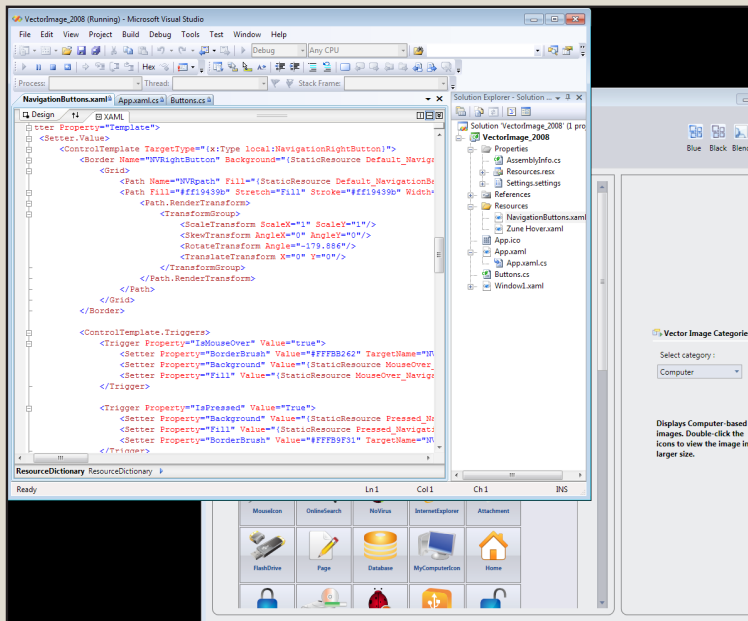 VectorImage_2008 (Running) - Microsoft Visual Studio
File Edit View Project Build Debug Tools Test Window Help
Debug Any CPU
Hex
Process: Thread: Stack Frame:
NavigationButtons.xaml App.xaml.cs Buttons.cs
Design XAML
tter Property="Template">
<Setter.Value>
<ControlTemplate TargetType="{x:Type local:NavigationRightButton}">
<Border Name="NVRightButton" Background="{StaticResource Default_Naviga
<Grid>
<Path Name="NVRpath" Fill="{StaticResource Default_NavigationB
<Path Fill="#ff19439b" Stretch="Fill" Stroke="#ff19439b" Width=
<Path.RenderTransform>
<TransformGroup>
<ScaleTransform ScaleX="1" ScaleY="1"/>
<SkewTransform AngleX="0" AngleY="0"/>
<RotateTransform Angle="-179.886"/>
<TranslateTransform X="0" Y="0"/>
</TransformGroup>
</Path.RenderTransform>
</Path>
</Grid>
</Border>
<ControlTemplate.Triggers>
<Trigger Property="IsMouseOver" Value="true">
<Setter Property="BorderBrush" Value="#FFFBB262" TargetName="NV
<Setter Property="Background" Value="{StaticResource MouseOver_
<Setter Property="Fill" Value="{StaticResource MouseOver_Naviga
</Trigger>
<Trigger Property="IsPressed" Value="True">
<Setter Property="Background" Value="{StaticResource Pressed_Na
<Setter Property="Fill" Value="{StaticResource Pressed_Navigati
<Setter Property="BorderBrush" Value="#FFFB9F31" TargetName="NV
</Trigger>
ResourceDictionary ResourceDictionary
Ready Ln 1 Col 1 Ch 1 INS
Solution Explorer - Solution ...
Solution 'VectorImage_2008' (1 pro
VectorImage_2008
Properties
AssemblyInfo.cs
Resources.resx
Settings.settings
References
Resources
NavigationButtons.xaml
Zune Hover.xaml
App.ico
App.xaml
App.xaml.cs
Buttons.cs
Window1.xaml
Blue Black Blend
Vector Image Categorie
Select category :
Computer
Displays Computer-based
images. Double-click the
icons to view the image in
larger size.
MouseIcon OnlineSearch NoVirus InternetExplorer Attachment
FlashDrive Page Database MyComputerIcon Home